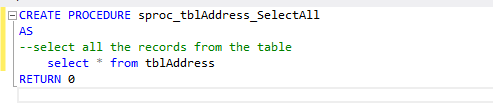 CREATE PROCEDURE sproc_tblAddress_SelectAll
AS
--select all the records from the table
    select * from tblAddress
RETURN 0